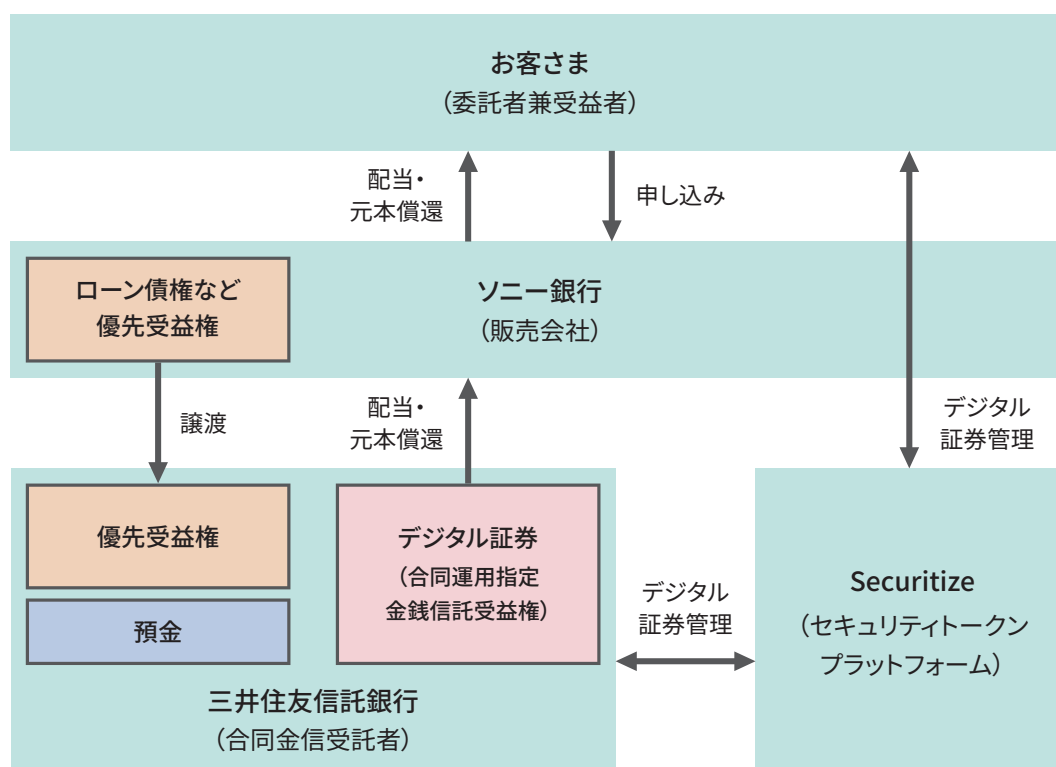 お客さま
（委託者兼受益者）
配当・
元本償還
申し込み
ローン債権など
優先受益権
ソニー銀行
（販売会社）
譲渡
配当・
元本償還
デジタル
証券管理
優先受益権
預金
デジタル証券
（合同運用指定
金銭信託受益権）
デジタル
証券管理
Securitize
（セキュリティトークン
プラットフォーム）
三井住友信託銀行
（合同金信受託者）